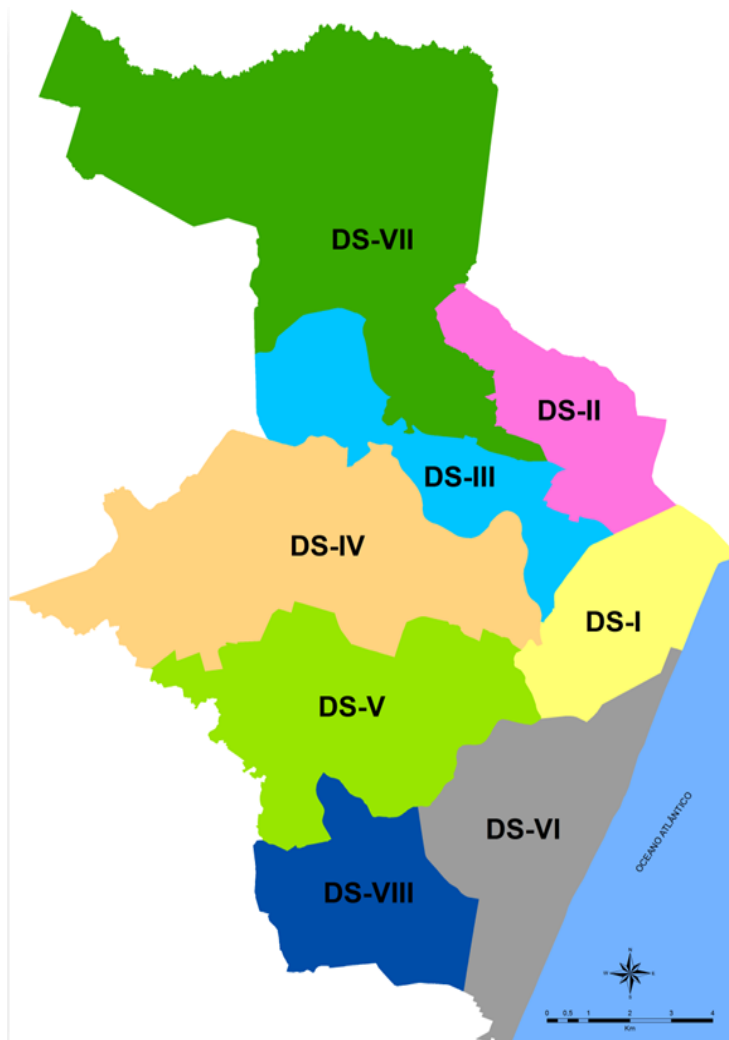 DS-VII
DS-II
DS-III
DS-IV
DS-I
DS-V
DS-VI
OCEANO ATLÂNTICO
DS-VIII
N
W E
S
0 0,5 1 2 3 4
Km